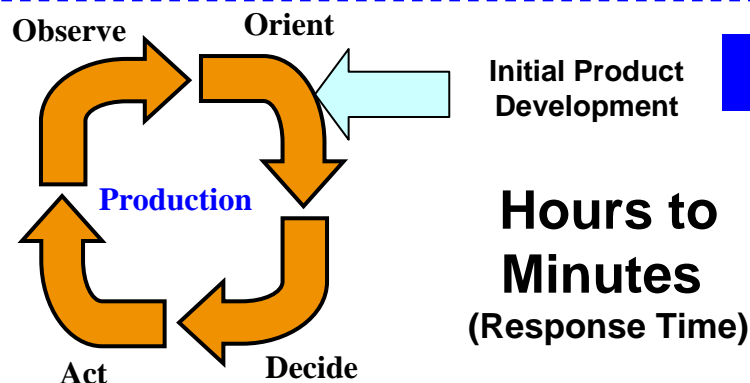 Observe
Orient
Initial Product
Development
Production
Hours to
Minutes
(Response Time)
Act
Decide